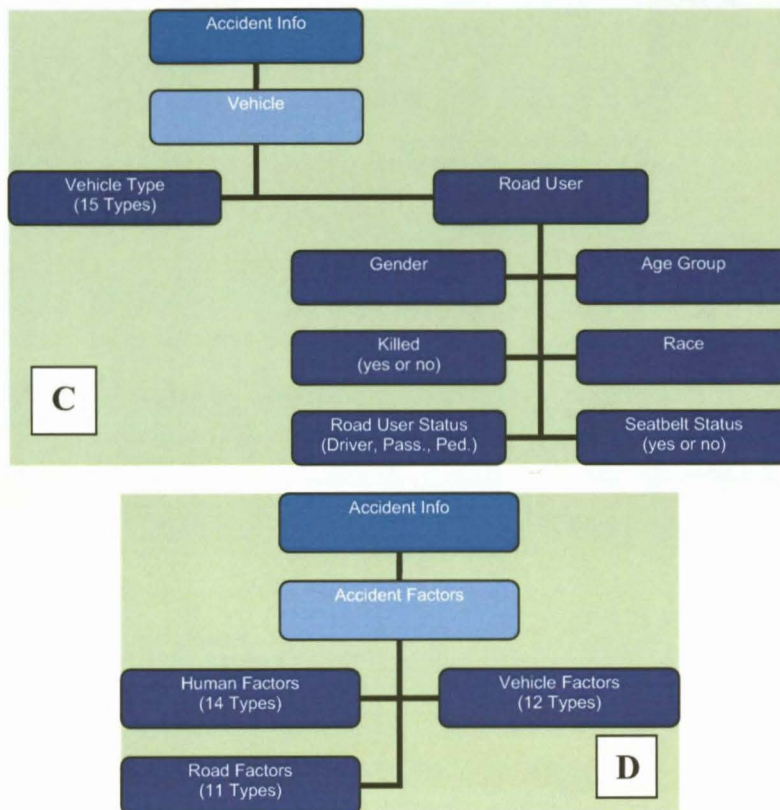 Accident Info
Vehicle
Vehicle Type
(15 Types)
Road User
Gender
Age Group
Killed
(yes or no)
Race
C
Road User Status
(Driver, Pass., Ped.)
Seatbelt Status
(yes or no)
Accident Info
Accident Factors
Human Factors
(14 Types)
Vehicle Factors
(12 Types)
Road Factors
(11 Types)
D